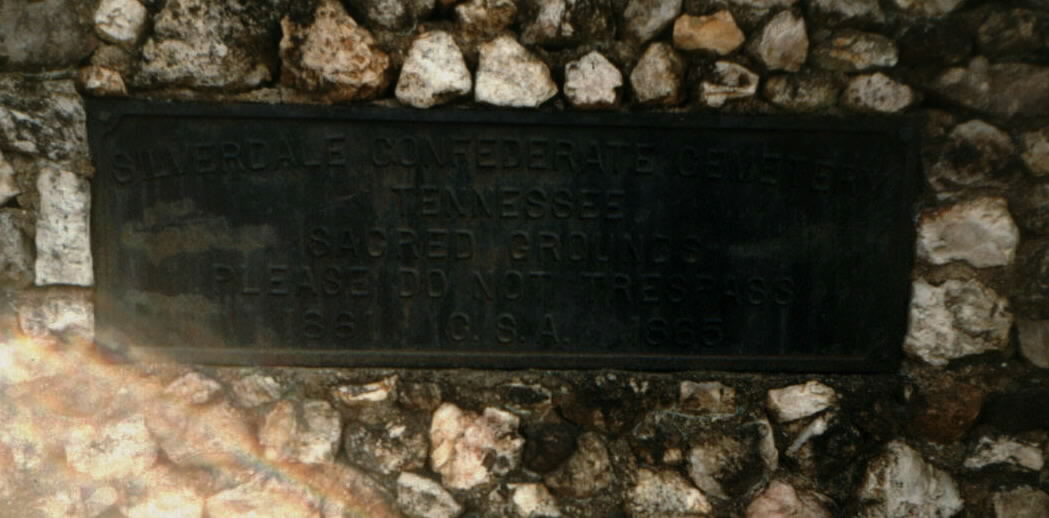 SILVERDALE CONFEDERATE CEMETERY
TENNESSEE
SACRED GROUNDS
PLEASE DO NOT TRESPASS
1861 C.S.A. 1865